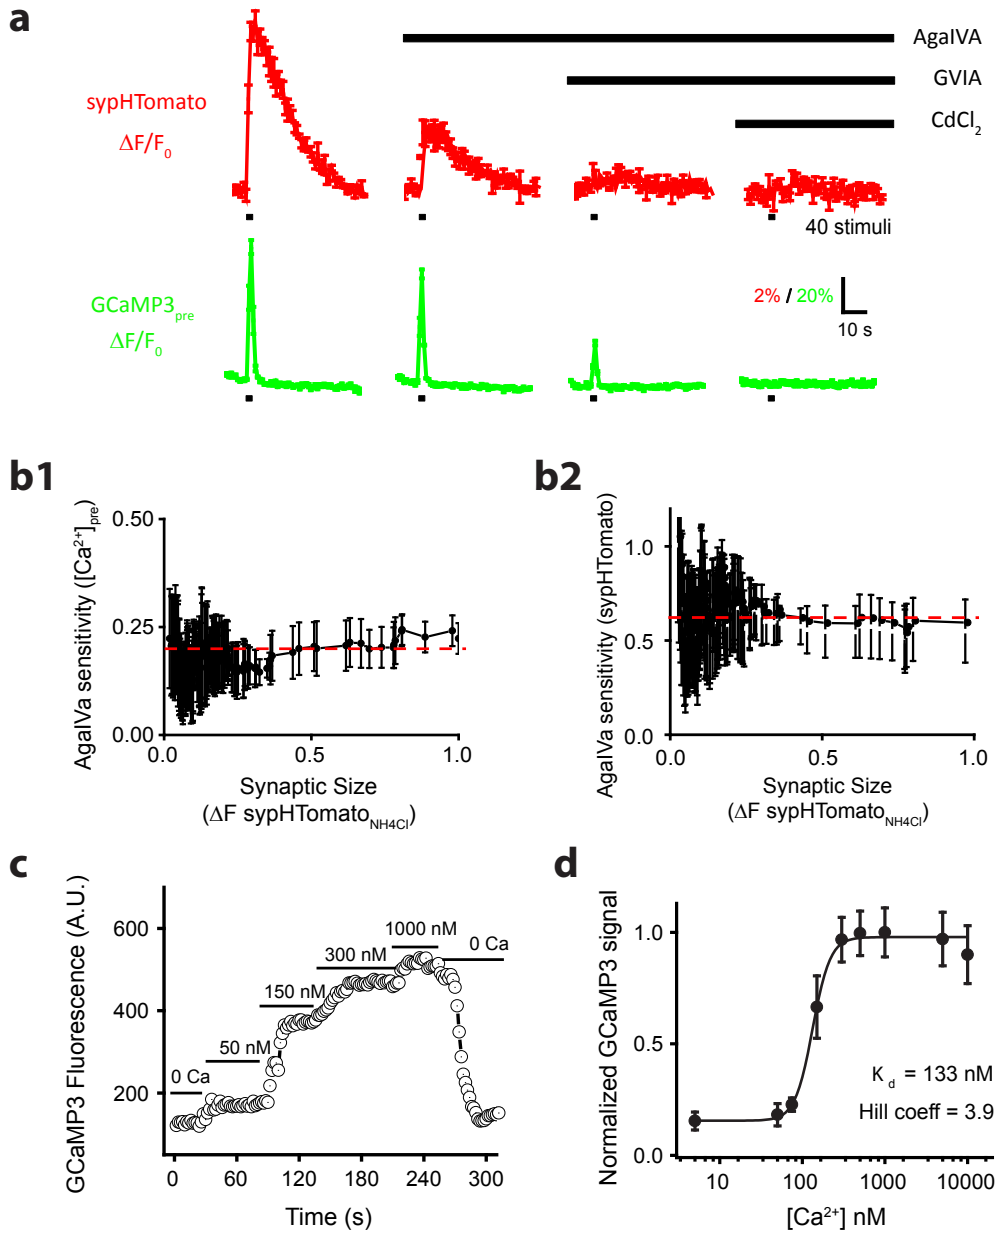 a
AgaIVA
GVIA
CdCl₂
sypHTomato
ΔF/F₀
40 stimuli
GCaMP3pre
ΔF/F₀
2% / 20%
10 s
b1
AgaIVa sensitivity ([Ca²⁺]pre)
0.50
0.25
0.00
0.0 0.5 1.0
Synaptic Size
(ΔF sypHTomatoNH4Cl)
b2
AgaIVa sensitivity (sypHTomato)
1.0
0.5
0.0
0.0 0.5 1.0
Synaptic Size
(ΔF sypHTomatoNH4Cl)
c
GCaMP3 Fluorescence (A.U.)
600
400
200
0 Ca
50 nM
150 nM
300 nM
1000 nM
0 Ca
0 60 120 180 240 300
Time (s)
d
Normalized GCaMP3 signal
1.0
0.5
0.0
K d = 133 nM
Hill coeff = 3.9
10 100 1000 10000
[Ca²⁺] nM